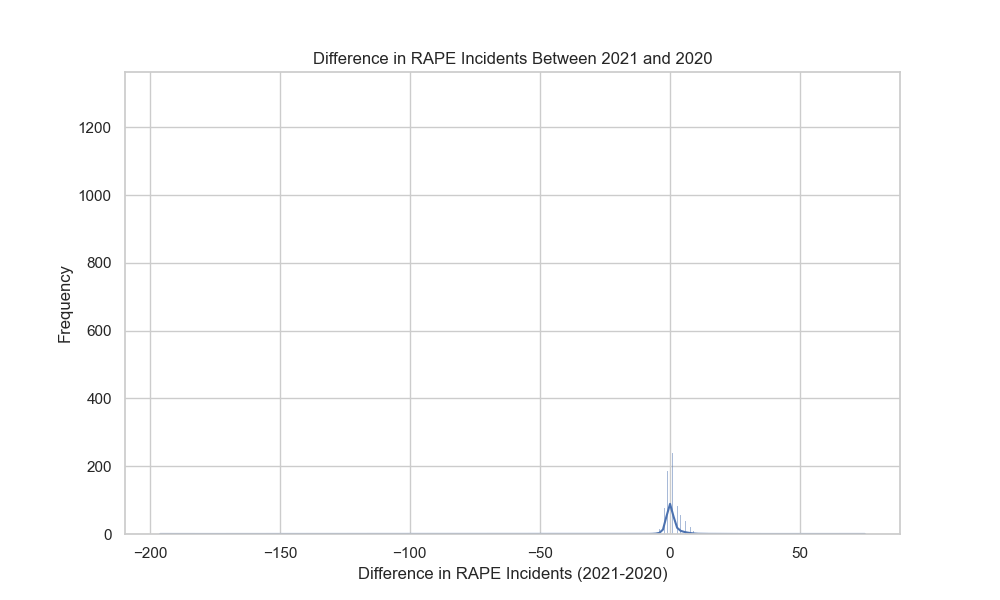 Difference in RAPE Incidents Between 2021 and 2020
1200
1000
800
600
400
200
0
Frequency
−200 −150 −100 −50 0 50
Difference in RAPE Incidents (2021-2020)